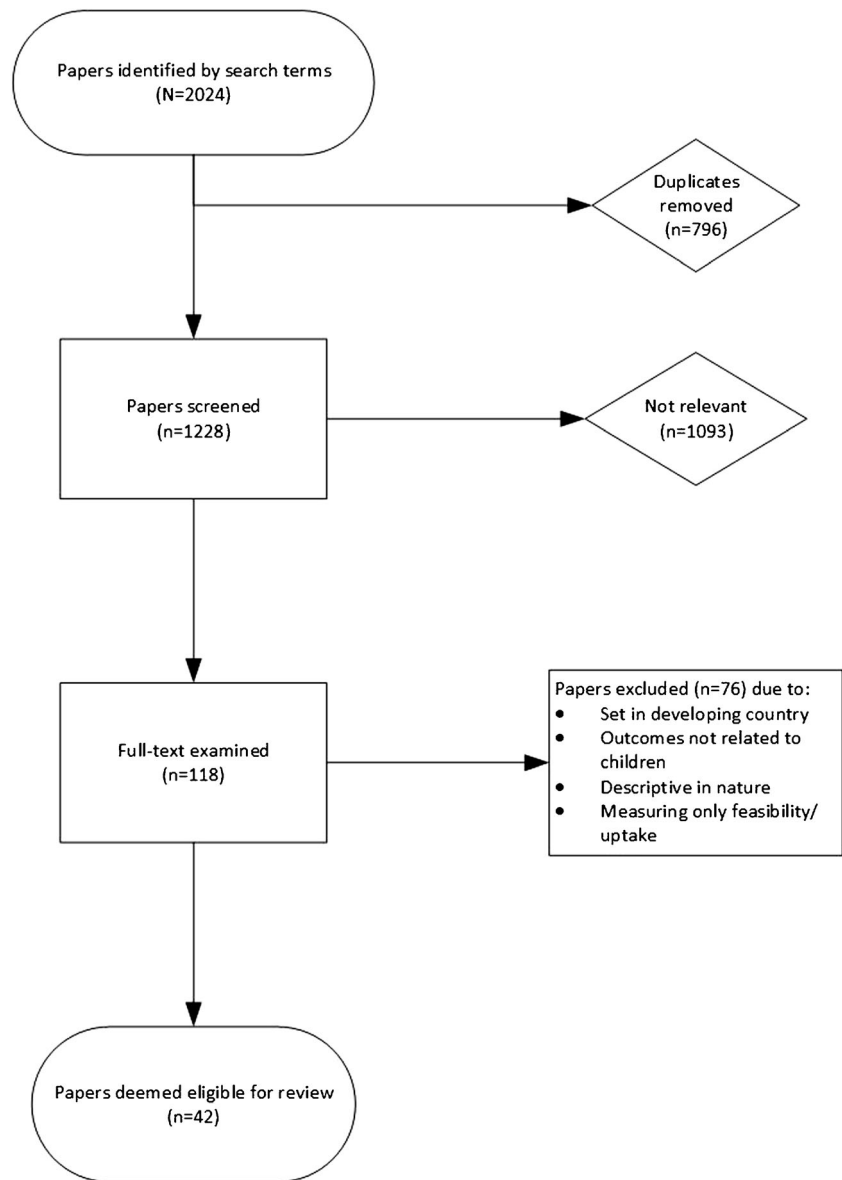 Papers identified by search terms
(N=2024)
Duplicates
removed
(n=796)
Papers screened
(n=1228)
Not relevant
(n=1093)
Full-text examined
(n=118)
Papers excluded (n=76) due to:
● Set in developing country
● Outcomes not related to
children
● Descriptive in nature
● Measuring only feasibility/
uptake
Papers deemed eligible for review
(n=42)